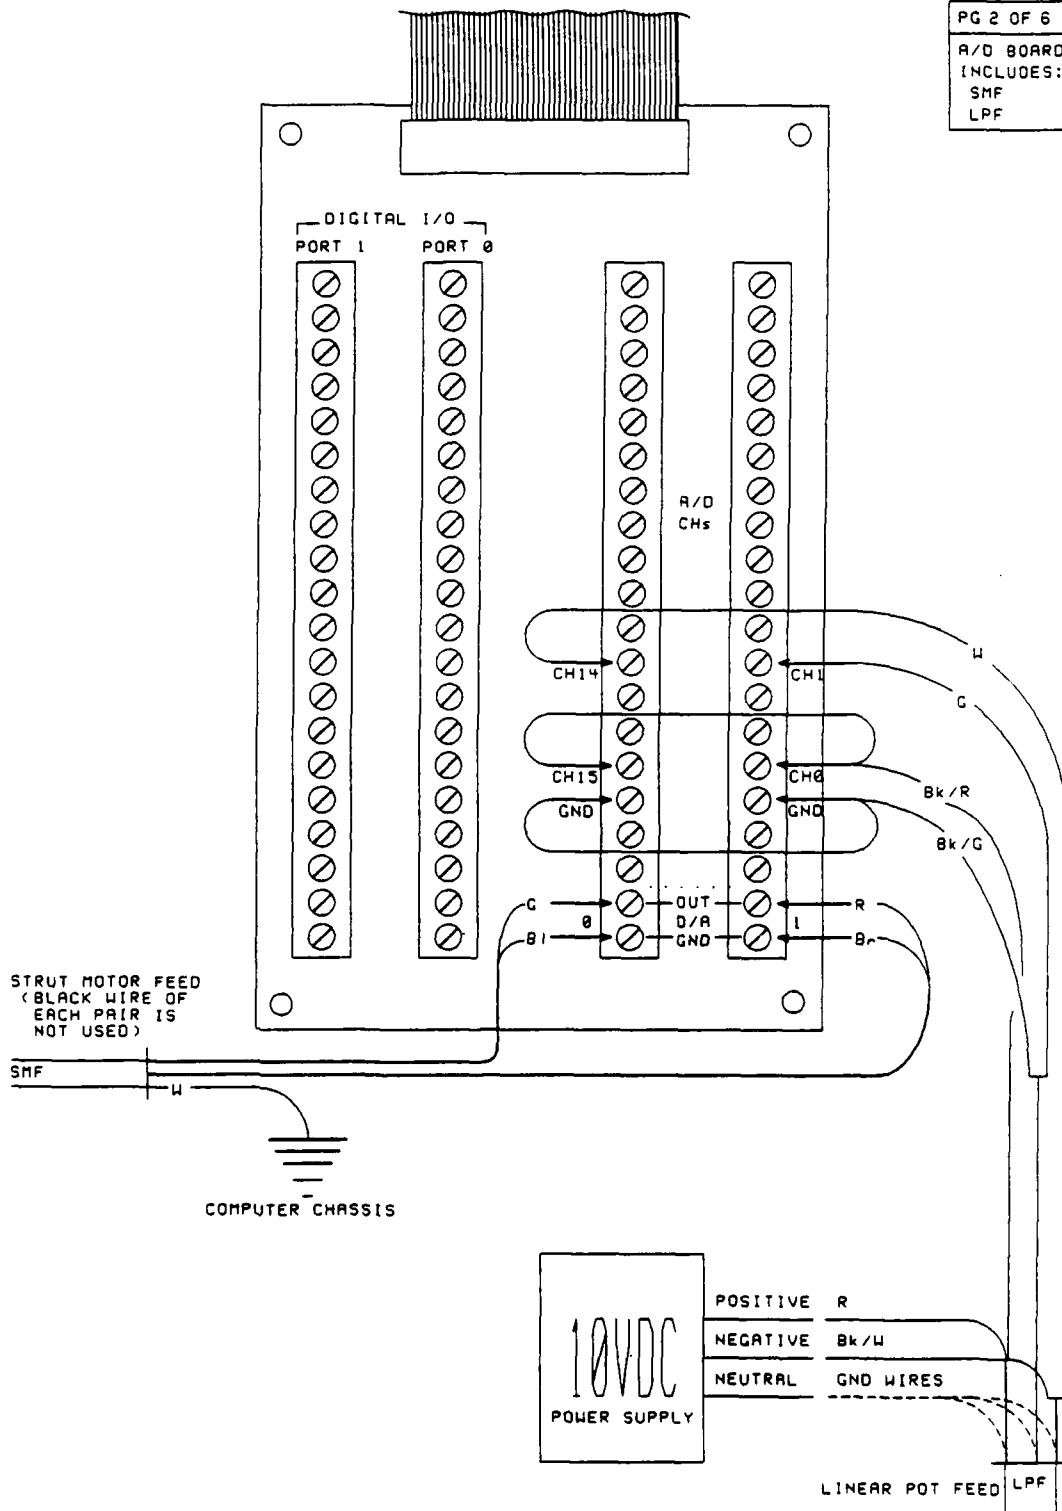 PG 2 OF 6
A/D BOARD
INCLUDES:
SMF
LPF
DIGITAL I/O
PORT 1 PORT 0
A/D
CHs
W
CH14 CH1
G
CH15 CH0
Bk/R
GND GND
Bk/G
G OUT R
0 D/A 1
Bl GND Br
STRUT MOTOR FEED
(BLACK WIRE OF
EACH PAIR IS
NOT USED)
SMF
W
COMPUTER CHASSIS
10VDC
POWER SUPPLY
POSITIVE R
NEGATIVE Bk/W
NEUTRAL GND WIRES
LINEAR POT FEED LPF